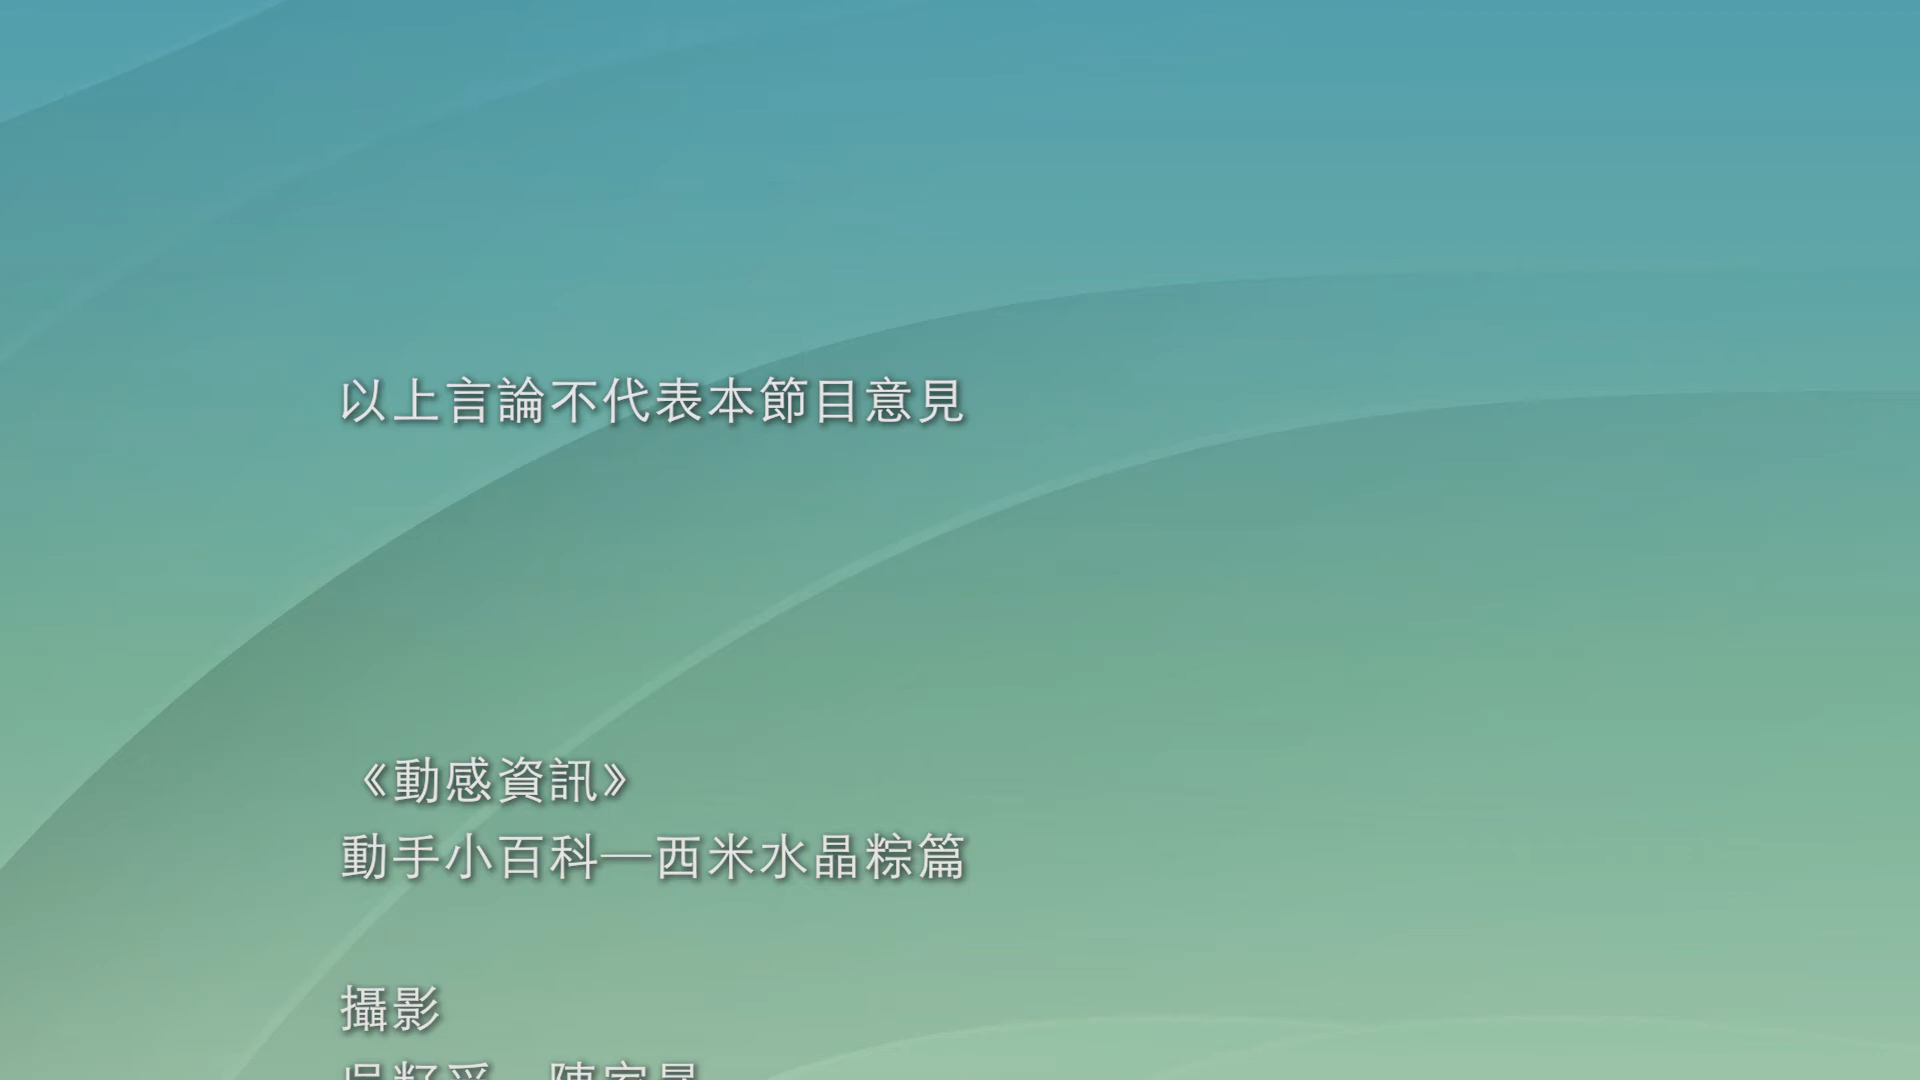 以上言論不代表本節目意見
《動感資訊》
動手小百科—西米水晶粽篇
攝影